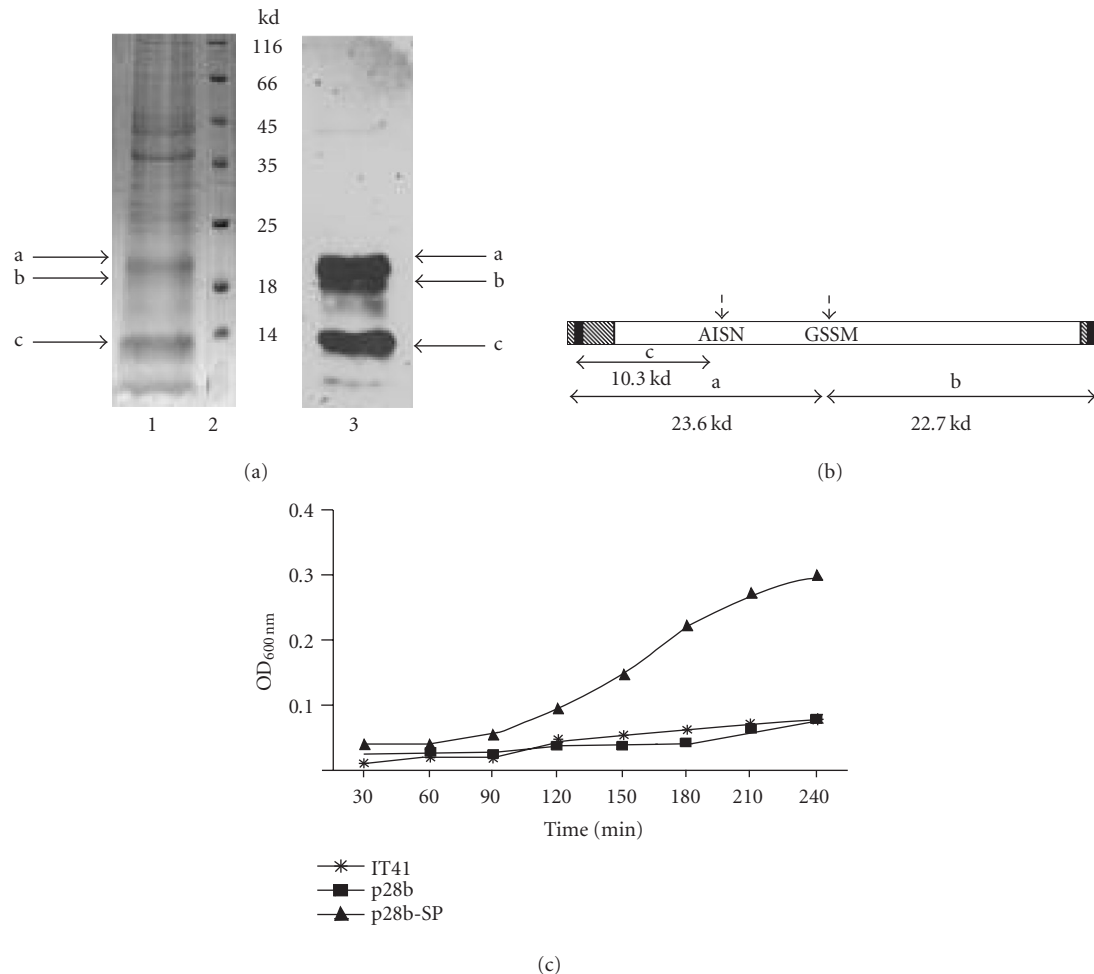 kd
116
66
45
35
25
18
14
a
b
c
a
b
c
1 2 3
(a)
AISN GSSM
c
10.3 kd
a b
23.6 kd 22.7 kd
(b)
0.4
0.3
0.2
0.1
OD600 nm
30 60 90 120 150 180 210 240
Time (min)
IT41
p28b
p28b-SP
(c)